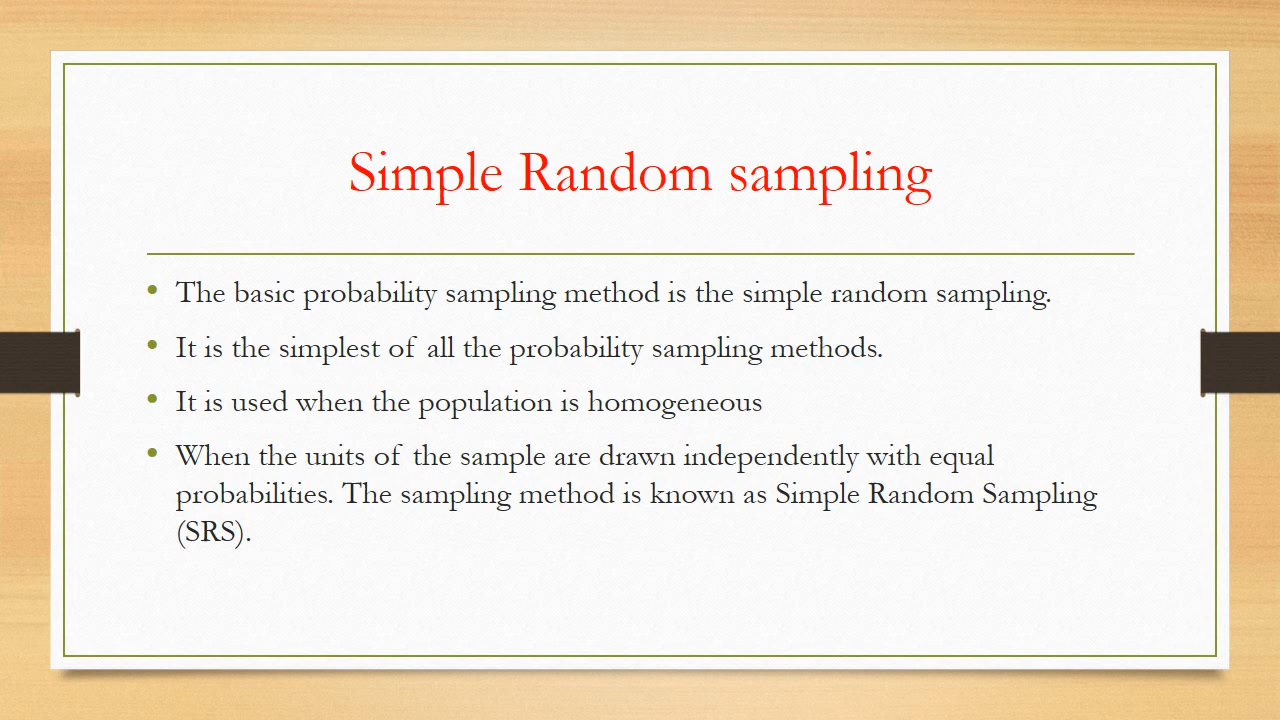 Simple Random sampling
• The basic probability sampling method is the simple random sampling.
• It is the simplest of all the probability sampling methods.
• It is used when the population is homogeneous
• When the units of the sample are drawn independently with equal
probabilities. The sampling method is known as Simple Random Sampling
(SRS).